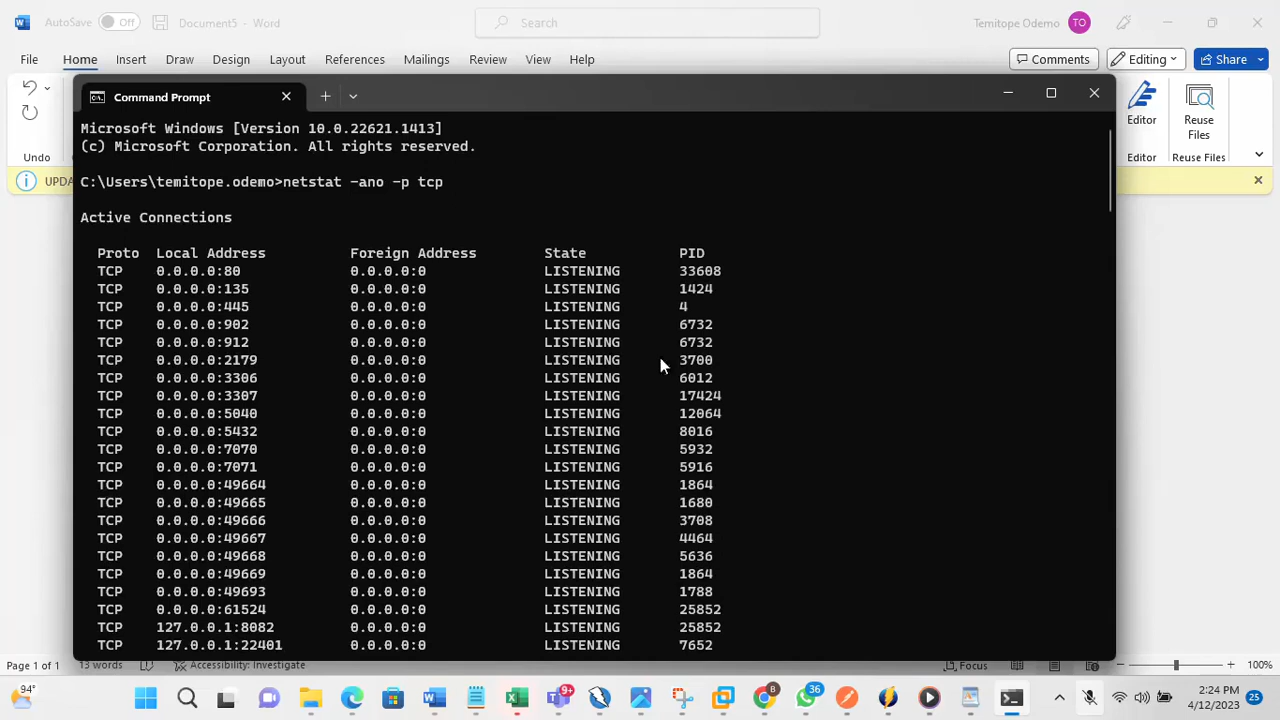 AutoSave Off Document5 - Word Search Temitope Odemo TO
File Home Insert Draw Design Layout References Mailings Review View Help Comments Editing Share
Command Prompt
Undo
Editor
Reuse Files
Editor Reuse Files
UPDA
Microsoft Windows [Version 10.0.22621.1413]
(c) Microsoft Corporation. All rights reserved.
C:\Users\temitope.odemo>netstat -ano -p tcp
Active Connections
Proto Local Address Foreign Address State PID
TCP 0.0.0.0:80 0.0.0.0:0 LISTENING 33608
TCP 0.0.0.0:135 0.0.0.0:0 LISTENING 1424
TCP 0.0.0.0:445 0.0.0.0:0 LISTENING 4
TCP 0.0.0.0:902 0.0.0.0:0 LISTENING 6732
TCP 0.0.0.0:912 0.0.0.0:0 LISTENING 6732
TCP 0.0.0.0:2179 0.0.0.0:0 LISTENING 3700
TCP 0.0.0.0:3306 0.0.0.0:0 LISTENING 6012
TCP 0.0.0.0:3307 0.0.0.0:0 LISTENING 17424
TCP 0.0.0.0:5040 0.0.0.0:0 LISTENING 12064
TCP 0.0.0.0:5432 0.0.0.0:0 LISTENING 8016
TCP 0.0.0.0:7070 0.0.0.0:0 LISTENING 5932
TCP 0.0.0.0:7071 0.0.0.0:0 LISTENING 5916
TCP 0.0.0.0:49664 0.0.0.0:0 LISTENING 1864
TCP 0.0.0.0:49665 0.0.0.0:0 LISTENING 1680
TCP 0.0.0.0:49666 0.0.0.0:0 LISTENING 3708
TCP 0.0.0.0:49667 0.0.0.0:0 LISTENING 4464
TCP 0.0.0.0:49668 0.0.0.0:0 LISTENING 5636
TCP 0.0.0.0:49669 0.0.0.0:0 LISTENING 1864
TCP 0.0.0.0:49693 0.0.0.0:0 LISTENING 1788
TCP 0.0.0.0:61524 0.0.0.0:0 LISTENING 25852
TCP 127.0.0.1:8082 0.0.0.0:0 LISTENING 25852
TCP 127.0.0.1:22401 0.0.0.0:0 LISTENING 7652
Page 1 of 1 13 words Accessibility: Investigate Focus 100%
94° 9+ B 36 2:24 PM
4/12/2023 25